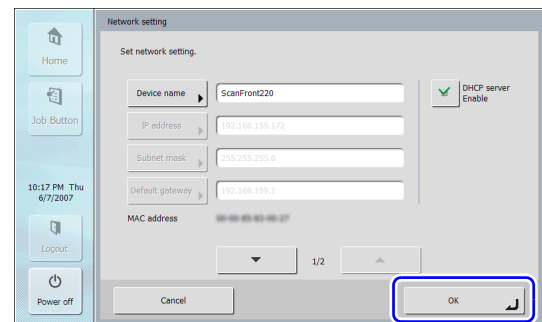 Network setting
Set network setting.
Home
Job Button
10:17 PM Thu
6/7/2007
Logout
Power off
Device name
ScanFront220
IP address
192.168.159.172
Subnet mask
255.255.255.0
Default gateway
192.168.159.1
MAC address
DHCP server
Enable
1/2
Cancel
OK